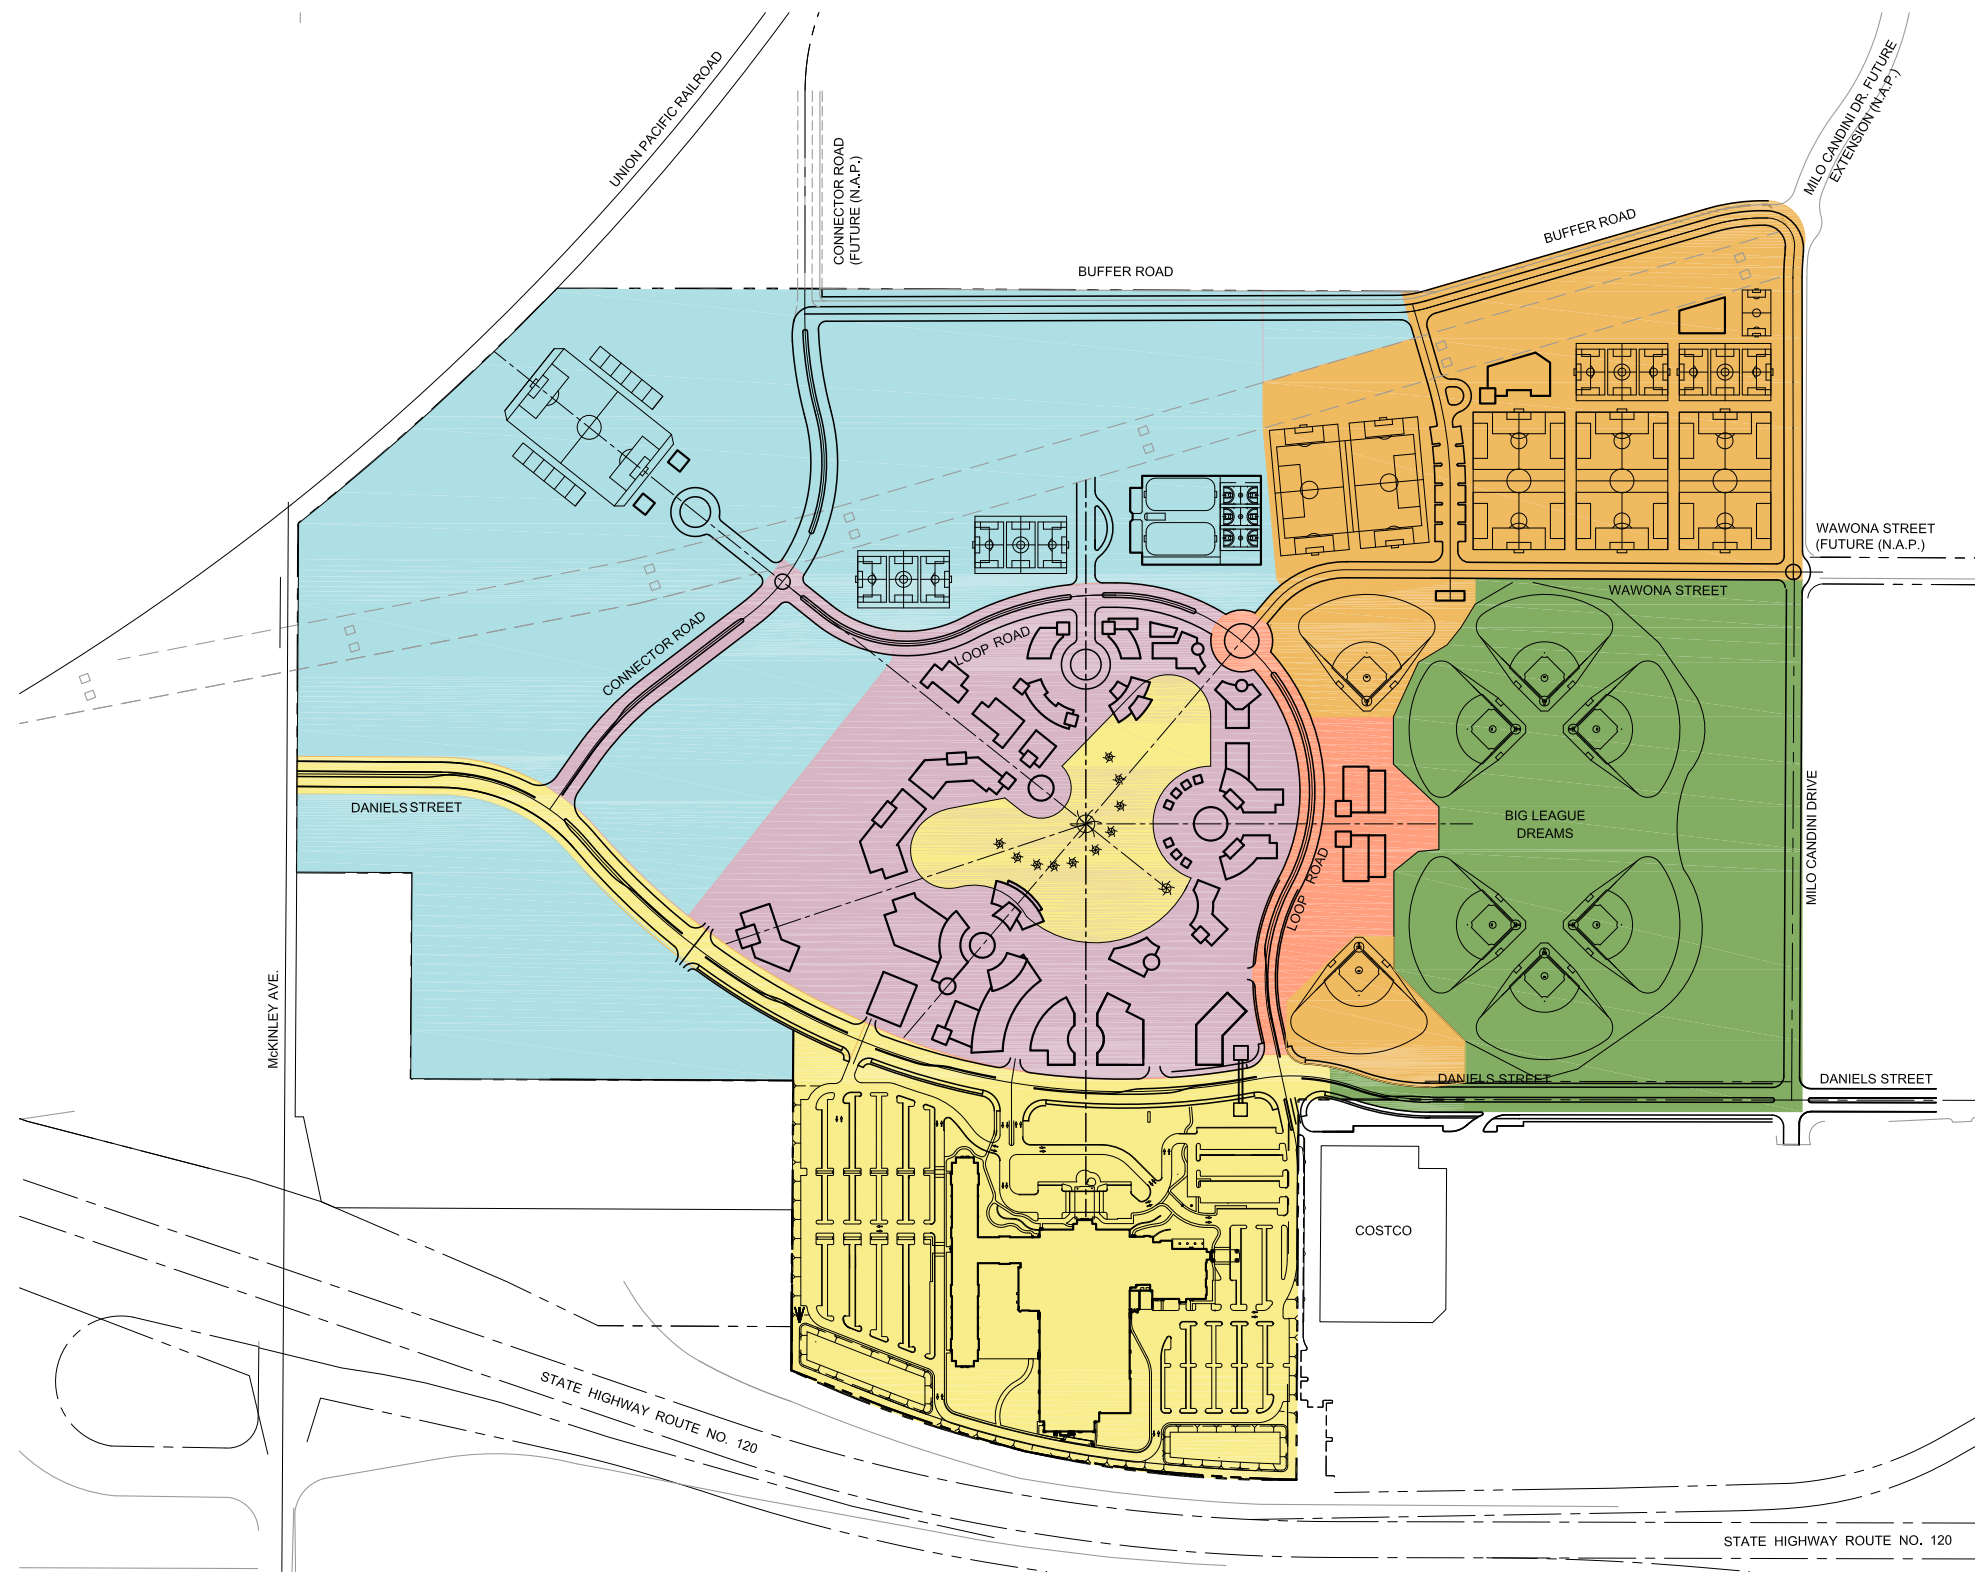 UNION PACIFIC RAILROAD
CONNECTOR ROAD
(FUTURE (N.A.P.)
MILO CANDINI DR. FUTURE
EXTENSION (N.A.P.)
BUFFER ROAD
BUFFER ROAD
WAWONA STREET
(FUTURE (N.A.P.)
WAWONA STREET
CONNECTOR ROAD
LOOP ROAD
DANIELS STREET
BIG LEAGUE
DREAMS
LOOP ROAD
MILO CANDINI DRIVE
McKINLEY AVE.
DANIELS STREET
DANIELS STREET
COSTCO
STATE HIGHWAY ROUTE NO. 120
STATE HIGHWAY ROUTE NO. 120